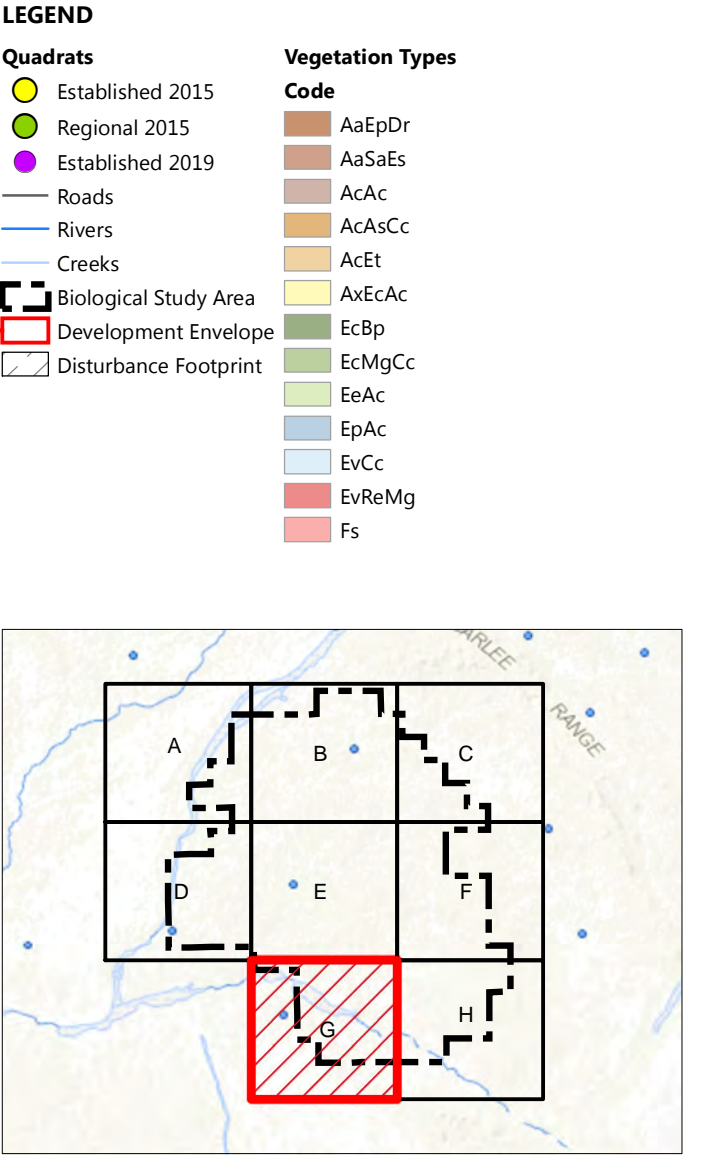 LEGEND
Quadrats
Established 2015
Regional 2015
Established 2019
Roads
Rivers
Creeks
Biological Study Area
Development Envelope
Disturbance Footprint
Vegetation Types
Code
AaEpDr
AaSaEs
AcAc
AcAsCc
AcEt
AxEcAc
EcBp
EcMgCc
EeAc
EpAc
EvCc
EvReMg
Fs
ARLEE
RANGE
A
B
C
D
E
F
G
H